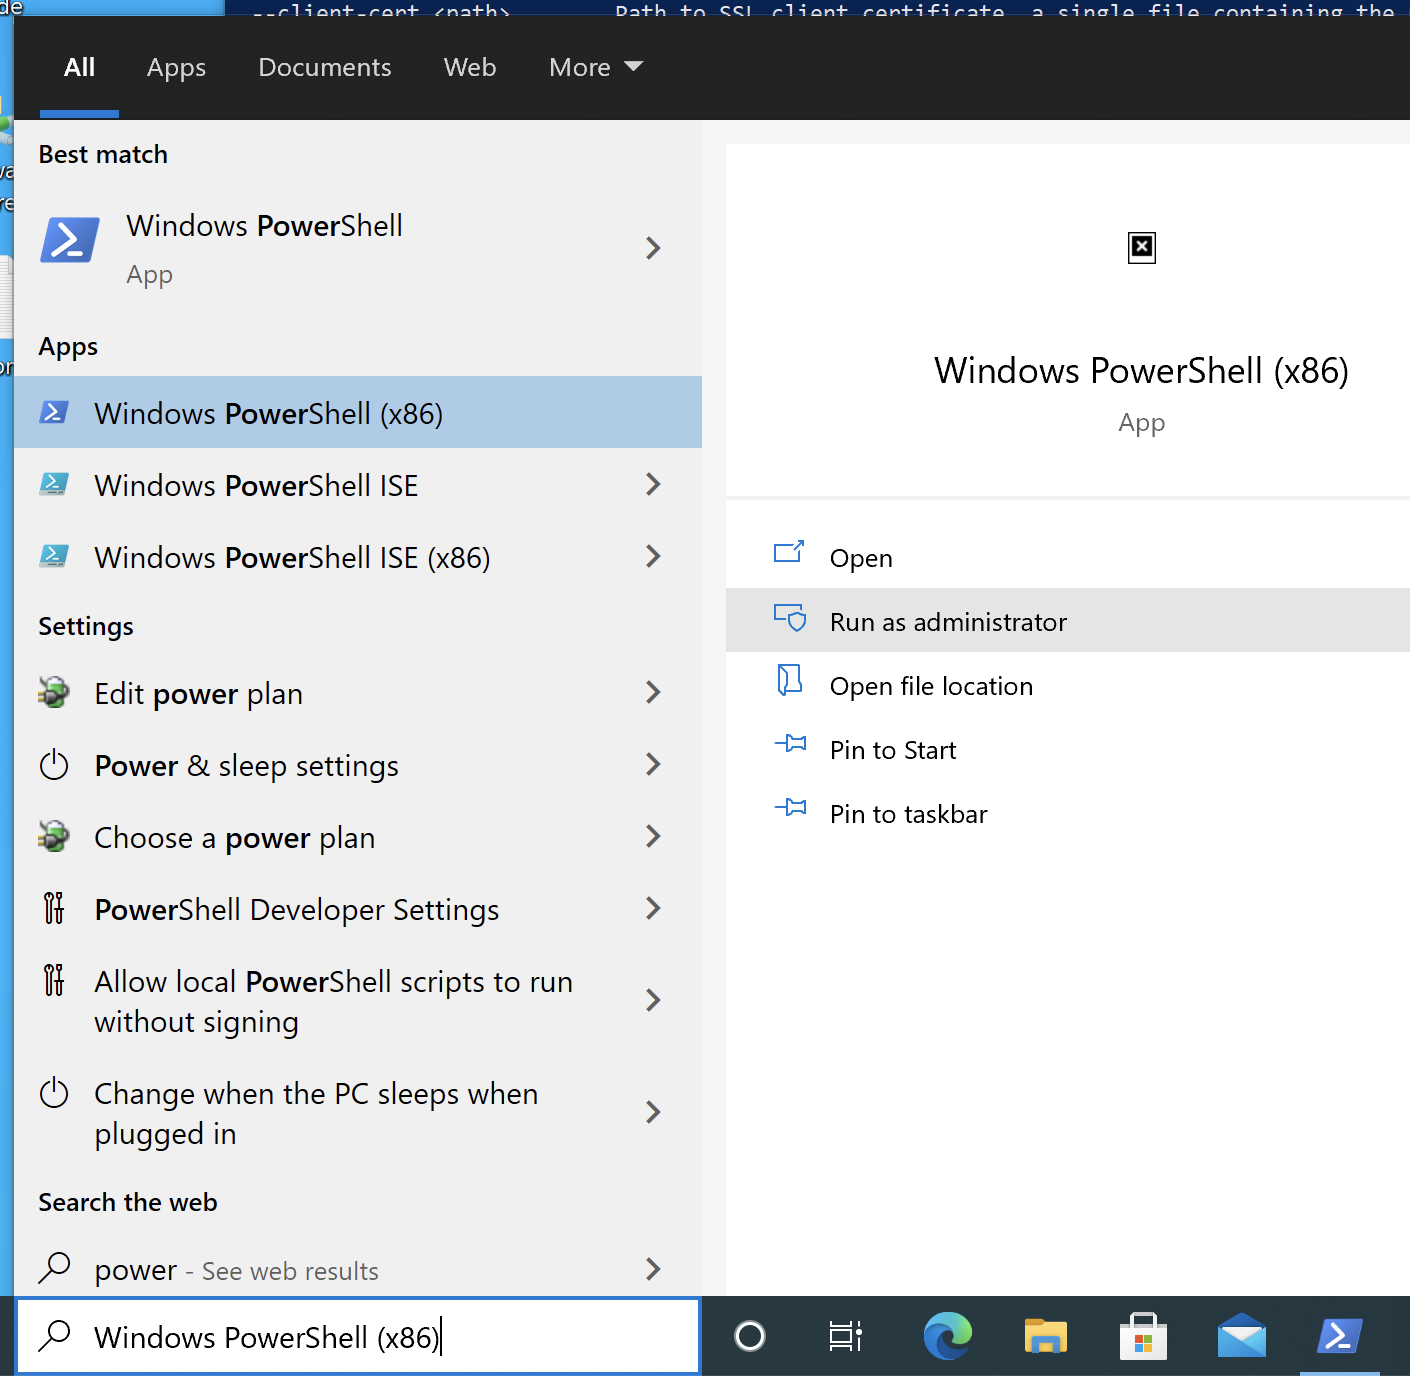 de
--client-cert <path> Path to SSL client certificate, a single file containing the
All Apps Documents Web More
Best match
Windows PowerShell
App
Apps
Windows PowerShell (x86)
Windows PowerShell ISE
Windows PowerShell ISE (x86)
Settings
Edit power plan
Power & sleep settings
Choose a power plan
PowerShell Developer Settings
Allow local PowerShell scripts to run
without signing
Change when the PC sleeps when
plugged in
Search the web
power - See web results
Windows PowerShell (x86)
Windows PowerShell (x86)
App
Open
Run as administrator
Open file location
Pin to Start
Pin to taskbar